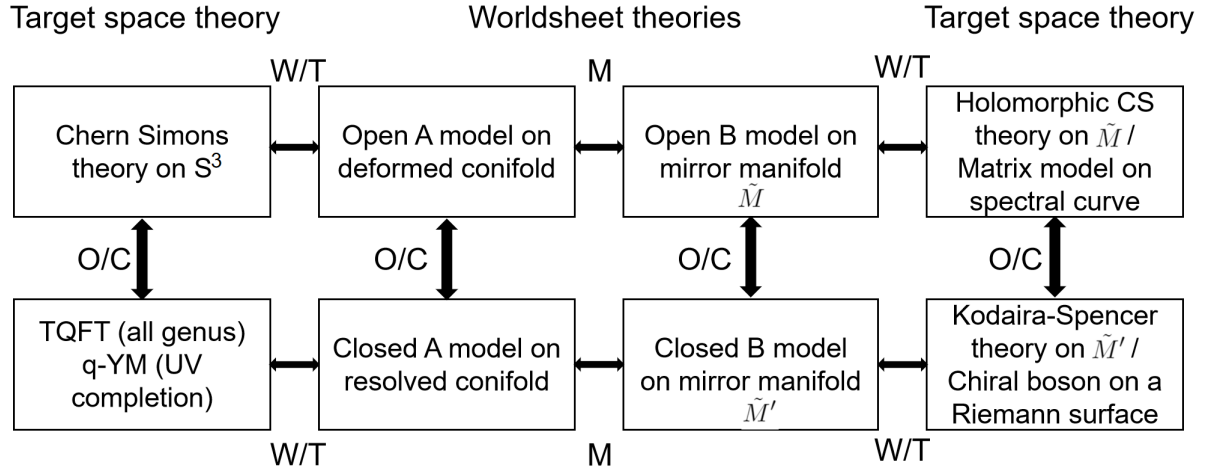 Target space theory
Worldsheet theories
Target space theory
W/T
M
W/T
Chern Simons
theory on S³
Open A model on
deformed conifold
Open B model on
mirror manifold
M̃
Holomorphic CS
theory on M̃ /
Matrix model on
spectral curve
O/C
O/C
O/C
O/C
TQFT (all genus)
q-YM (UV
completion)
Closed A model on
resolved conifold
Closed B model
on mirror manifold
M̃′
Kodaira-Spencer
theory on M̃′ /
Chiral boson on a
Riemann surface
W/T
M
W/T